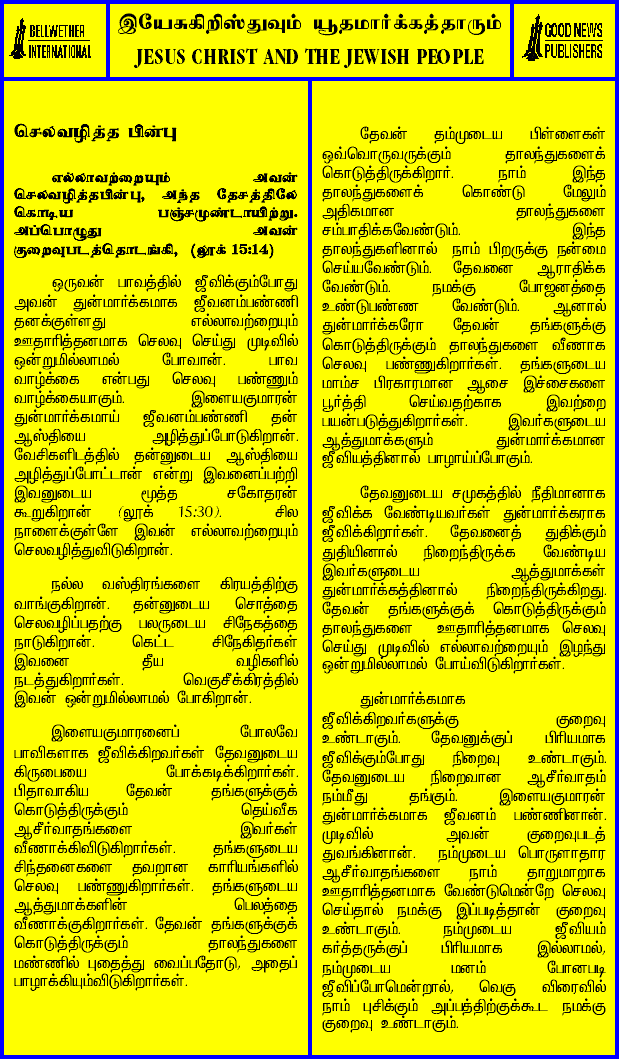 BELLWETHER
INTERNATIONAL
இயேசுகிறிஸ்துவும் யூதமார்க்கத்தாரும்
JESUS CHRIST AND THE JEWISH PEOPLE
GOOD NEWS
PUBLISHERS
செலவழித்த பின்பு
எல்லாவற்றையும் அவன்
செலவழித்தபின்பு, அந்த தேசத்திலே
கொடிய பஞ்சமுண்டாயிற்று.
அப்பொழுது அவன்
குறைவுபடத்தொடங்கி, (லூக் 15:14)
ஒருவன் பாவத்தில் ஜீவிக்கும்போது
அவன் துன்மார்க்கமாக ஜீவனம்பண்ணி
தனக்குள்ளது எல்லாவற்றையும்
ஊதாரித்தனமாக செலவு செய்து முடிவில்
ஒன்றுமில்லாமல் போவான். பாவ
வாழ்க்கை என்பது செலவு பண்ணும்
வாழ்க்கையாகும். இளையகுமாரன்
துன்மார்க்கமாய் ஜீவனம்பண்ணி தன்
ஆஸ்தியை அழித்துப்போடுகிறான்.
வேசிகளிடத்தில் தன்னுடைய ஆஸ்தியை
அழித்துப்போட்டான் என்று இவனைப்பற்றி
இவனுடைய மூத்த சகோதரன்
கூறுகிறான் (லூக் 15:30). சில
நாளைக்குள்ளே இவன் எல்லாவற்றையும்
செலவழித்துவிடுகிறான்.
நல்ல வஸ்திரங்களை கிரயத்திற்கு
வாங்குகிறான். தன்னுடைய சொத்தை
செலவழிப்பதற்கு பலருடைய சிநேகத்தை
நாடுகிறான். கெட்ட சிநேகிதர்கள்
இவனை தீய வழிகளில்
நடத்துகிறார்கள். வெகுசீக்கிரத்தில்
இவன் ஒன்றுமில்லாமல் போகிறான்.
இளையகுமாரனைப் போலவே
பாவிகளாக ஜீவிக்கிறவர்கள் தேவனுடைய
கிருபையை போக்கடிக்கிறார்கள்.
பிதாவாகிய தேவன் தங்களுக்குக்
கொடுத்திருக்கும் தெய்வீக
ஆசீர்வாதங்களை இவர்கள்
வீணாக்கிவிடுகிறார்கள். தங்களுடைய
சிந்தனைகளை தவறான காரியங்களில்
செலவு பண்ணுகிறார்கள். தங்களுடைய
ஆத்துமாக்களின் பெலத்தை
வீணாக்குகிறார்கள். தேவன் தங்களுக்குக்
கொடுத்திருக்கும் தாலந்துகளை
மண்ணில் புதைத்து வைப்பதோடு, அதைப்
பாழாக்கியும்விடுகிறார்கள்.
தேவன் தம்முடைய பிள்ளைகள்
ஒவ்வொருவருக்கும் தாலந்துகளைக்
கொடுத்திருக்கிறார். நாம் இந்த
தாலந்துகளைக் கொண்டு மேலும்
அதிகமான தாலந்துகளை
சம்பாதிக்கவேண்டும். இந்த
தாலந்துகளினால் நாம் பிறருக்கு நன்மை
செய்யவேண்டும். தேவனை ஆராதிக்க
வேண்டும். நமக்கு போஜனத்தை
உண்டுபண்ண வேண்டும். ஆனால்
துன்மார்க்கரோ தேவன் தங்களுக்கு
கொடுத்திருக்கும் தாலந்துகளை வீணாக
செலவு பண்ணுகிறார்கள். தங்களுடைய
மாம்ச பிரகாரமான ஆசை இச்சைகளை
பூர்த்தி செய்வதற்காக இவற்றை
பயன்படுத்துகிறார்கள். இவர்களுடைய
ஆத்துமாக்களும் துன்மார்க்கமான
ஜீவியத்தினால் பாழாய்ப்போகும்.
தேவனுடைய சமுகத்தில் நீதிமானாக
ஜீவிக்க வேண்டியவர்கள் துன்மார்க்கராக
ஜீவிக்கிறார்கள். தேவனைத் துதிக்கும்
துதியினால் நிறைந்திருக்க வேண்டிய
இவர்களுடைய ஆத்துமாக்கள்
துன்மார்க்கத்தினால் நிறைந்திருக்கிறது.
தேவன் தங்களுக்குக் கொடுத்திருக்கும்
தாலந்துகளை ஊதாரித்தனமாக செலவு
செய்து முடிவில் எல்லாவற்றையும் இழந்து
ஒன்றுமில்லாமல் போய்விடுகிறார்கள்.
துன்மார்க்கமாக
ஜீவிக்கிறவர்களுக்கு குறைவு
உண்டாகும். தேவனுக்குப் பிரியமாக
ஜீவிக்கும்போது நிறைவு உண்டாகும்.
தேவனுடைய நிறைவான ஆசீர்வாதம்
நம்மீது தங்கும். இளையகுமாரன்
துன்மார்க்கமாக ஜீவனம் பண்ணினான்.
முடிவில் அவன் குறைவுபடத்
துவங்கினான். நம்முடைய பொருளாதார
ஆசீர்வாதங்களை நாம் தாறுமாறாக
ஊதாரித்தனமாக வேண்டுமென்றே செலவு
செய்தால் நமக்கு இப்படித்தான் குறைவு
உண்டாகும். நம்முடைய ஜீவியம்
கர்த்தருக்குப் பிரியமாக இல்லாமல்,
நம்முடைய மனம் போனபடி
ஜீவிப்போமென்றால், வெகு விரைவில்
நாம் புசிக்கும் அப்பத்திற்குக்கூட நமக்கு
குறைவு உண்டாகும்.